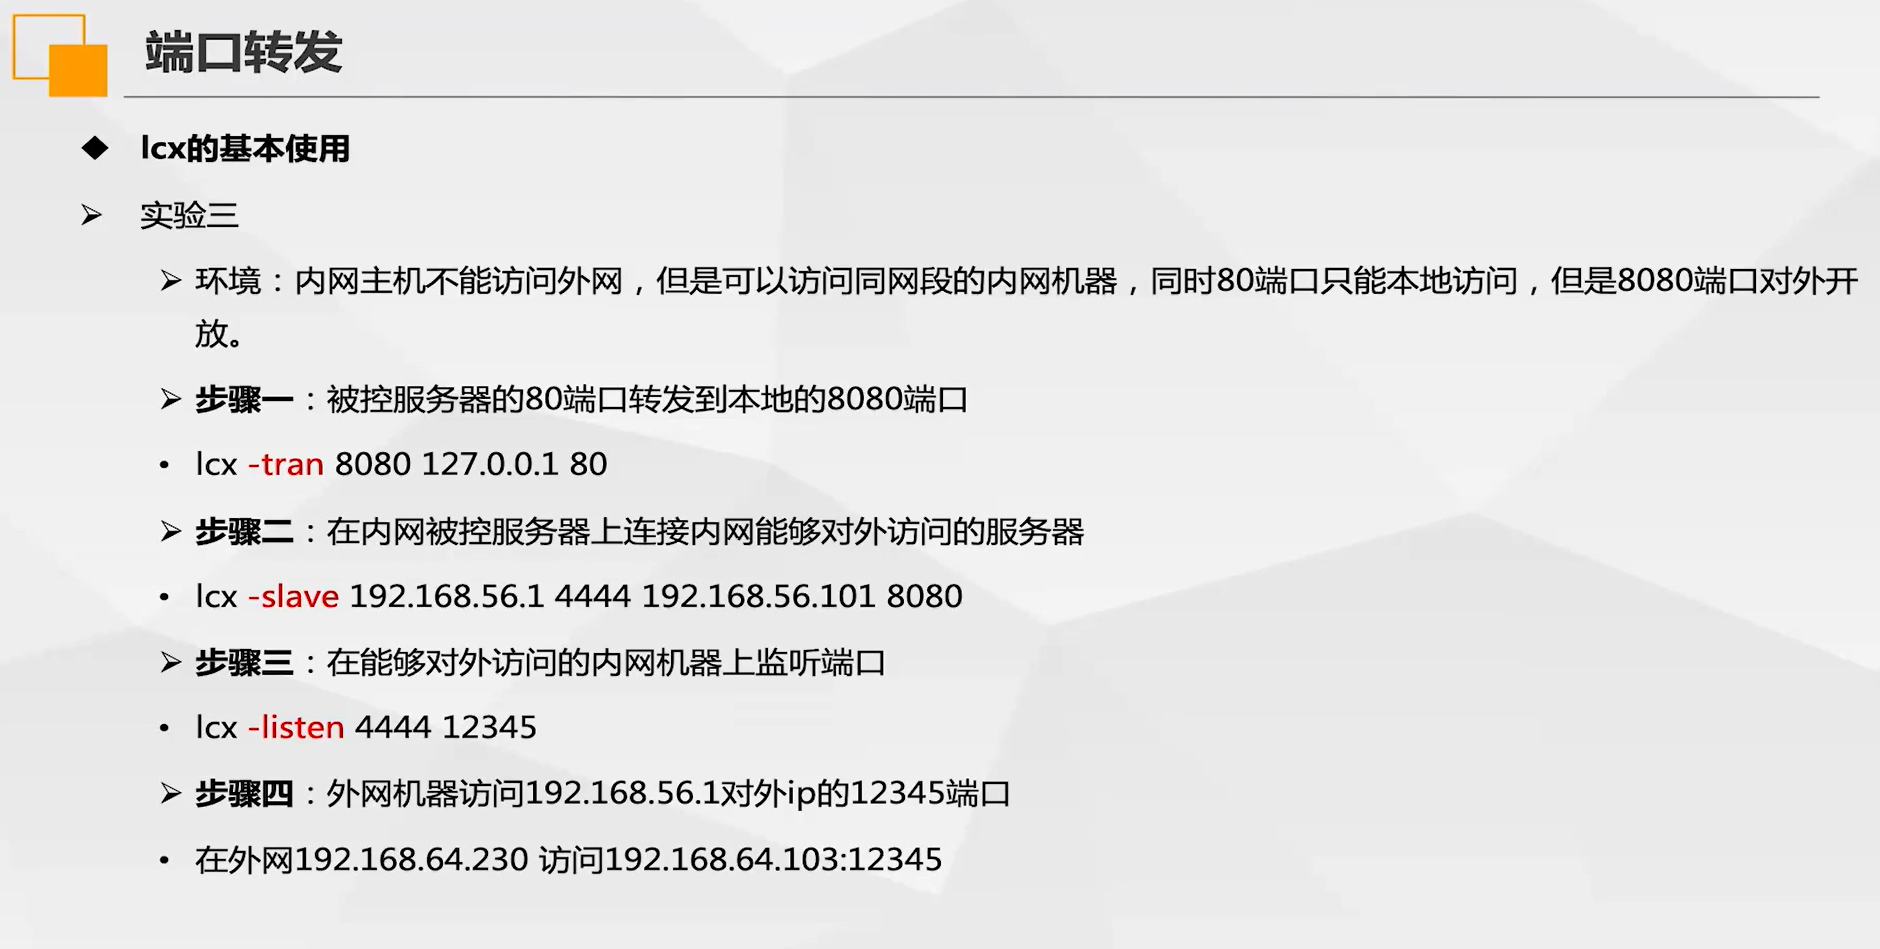 端口转发
lcx的基本使用
实验三
环境：内网主机不能访问外网，但是可以访问同网段的内网机器，同时80端口只能本地访问，但是8080端口对外开
放。
步骤一：被控服务器的80端口转发到本地的8080端口
lcx -tran 8080 127.0.0.1 80
步骤二：在内网被控服务器上连接内网能够对外访问的服务器
lcx -slave 192.168.56.1 4444 192.168.56.101 8080
步骤三：在能够对外访问的内网机器上监听端口
lcx -listen 4444 12345
步骤四：外网机器访问192.168.56.1对外ip的12345端口
在外网192.168.64.230 访问192.168.64.103:12345